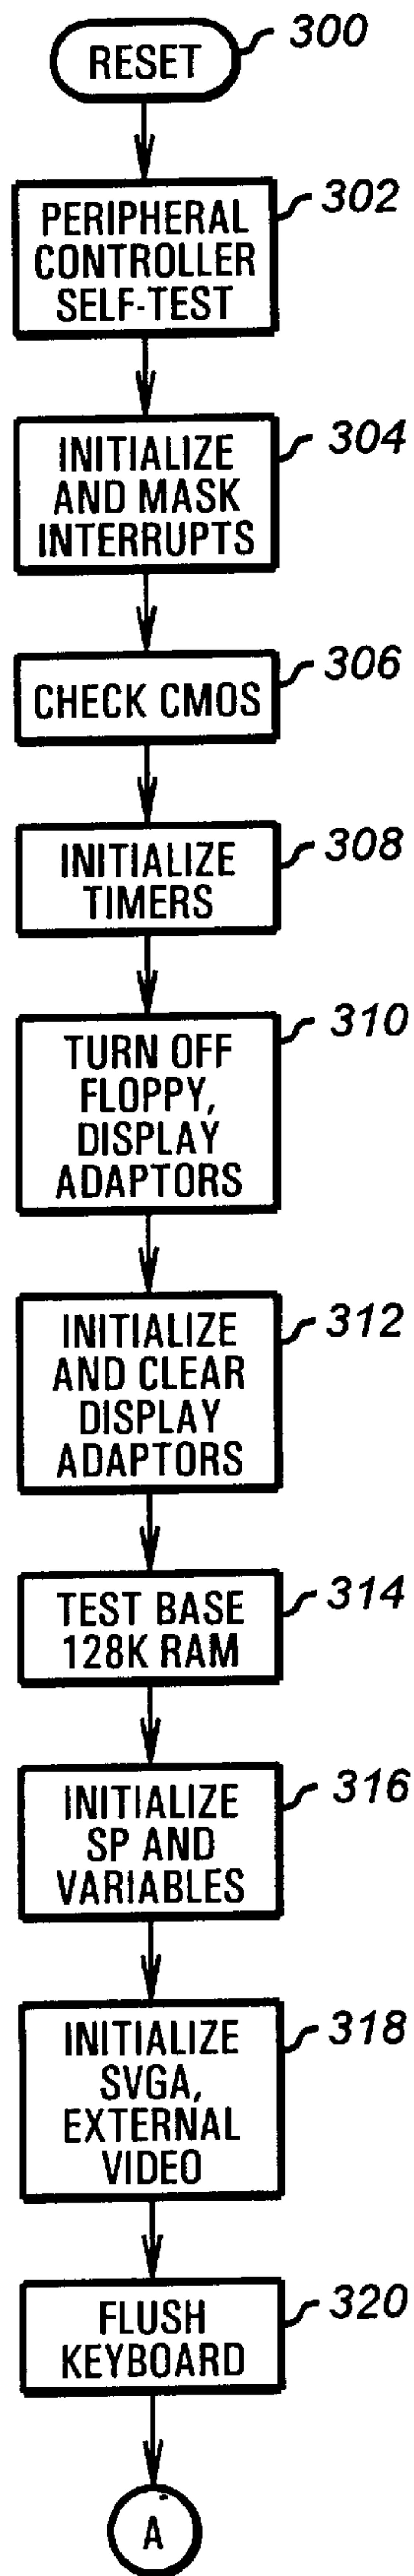 RESET
300
PERIPHERAL
CONTROLLER
SELF-TEST
302
INITIALIZE
AND MASK
INTERRUPTS
304
CHECK CMOS
306
INITIALIZE
TIMERS
308
TURN OFF
FLOPPY,
DISPLAY
ADAPTORS
310
INITIALIZE
AND CLEAR
DISPLAY
ADAPTORS
312
TEST BASE
128K RAM
314
INITIALIZE
SP AND
VARIABLES
316
INITIALIZE
SVGA,
EXTERNAL
VIDEO
318
FLUSH
KEYBOARD
320
A